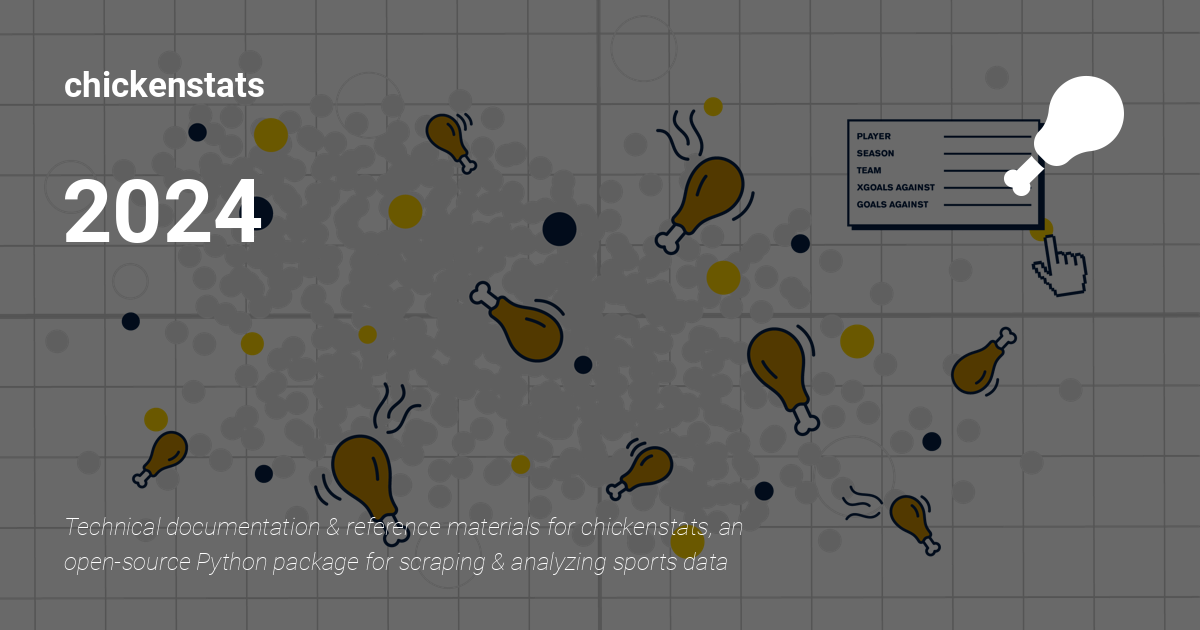 chickenstats
2024
PLAYER
SEASON
TEAM
XGOALS AGAINST
GOALS AGAINST
Technical documentation & reference materials for chickenstats, an
open-source Python package for scraping & analyzing sports data